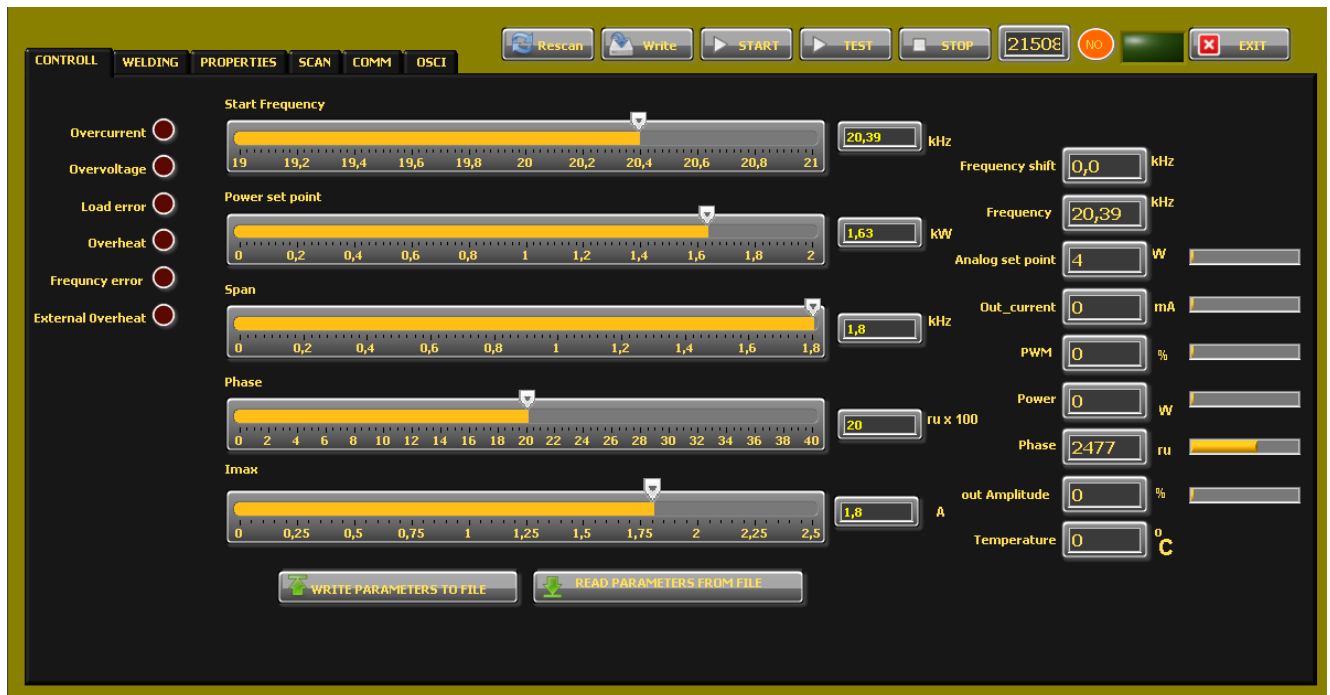 Rescan Write START TEST STOP 21508 NO EXIT
CONTROLL WELDING PROPERTIES SCAN COMM OSCI
Overcurrent
Overvoltage
Load error
Overheat
Frequncy error
External Overheat
Start Frequency
19 19,2 19,4 19,6 19,8 20 20,2 20,4 20,6 20,8 21
20,39 kHz
Power set point
0 0,2 0,4 0,6 0,8 1 1,2 1,4 1,6 1,8 2
1,63 kW
Span
0 0,2 0,4 0,6 0,8 1 1,2 1,4 1,6 1,8
1,8 kHz
Phase
0 2 4 6 8 10 12 14 16 18 20 22 24 26 28 30 32 34 36 38 40
20 ru x 100
Imax
0 0,25 0,5 0,75 1 1,25 1,5 1,75 2 2,25 2,5
1,8 A
WRITE PARAMETERS TO FILE
READ PARAMETERS FROM FILE
Frequency shift 0,0 kHz
Frequency 20,39 kHz
Analog set point 4 W
Out_current 0 mA
PWM 0 %
Power 0 W
Phase 2477 ru
out Amplitude 0 %
Temperature 0 °C